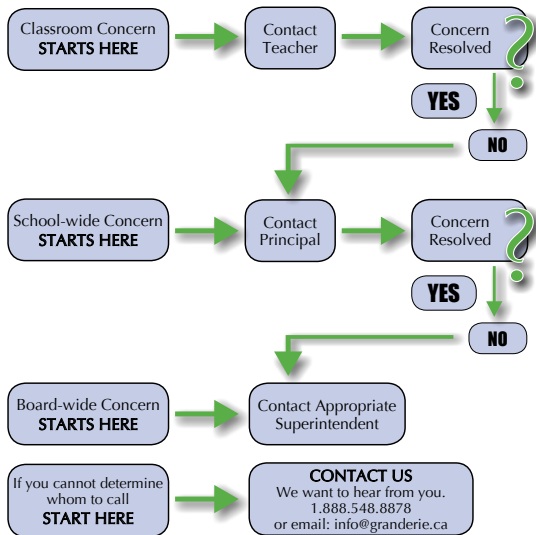 Classroom Concern
STARTS HERE
Contact
Teacher
Concern
Resolved
?
YES
NO
School-wide Concern
STARTS HERE
Contact
Principal
Concern
Resolved
?
YES
NO
Board-wide Concern
STARTS HERE
Contact Appropriate
Superintendent
If you cannot determine
whom to call
START HERE
CONTACT US
We want to hear from you.
1.888.548.8878
or email: info@granderie.ca